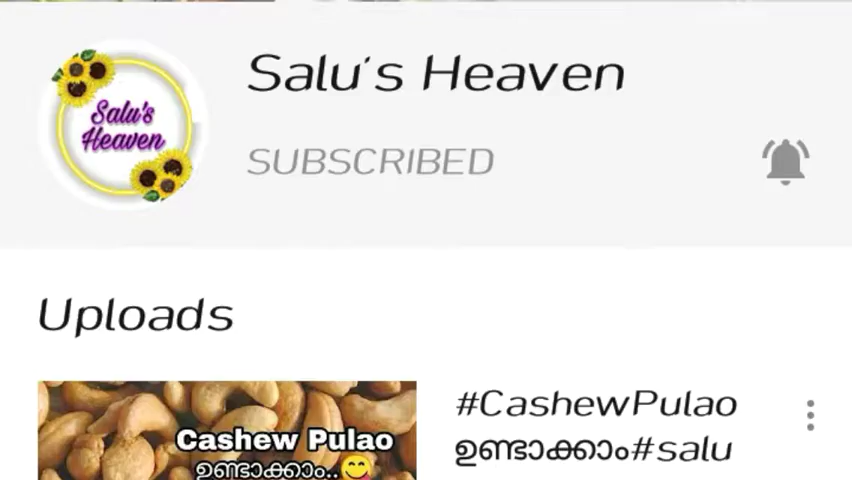 Salu's
Heaven
Salu's Heaven
SUBSCRIBED
Uploads
Cashew Pulao
ഉണ്ടാക്കാം..😋
#CashewPulao
ഉണ്ടാക്കാം#salu